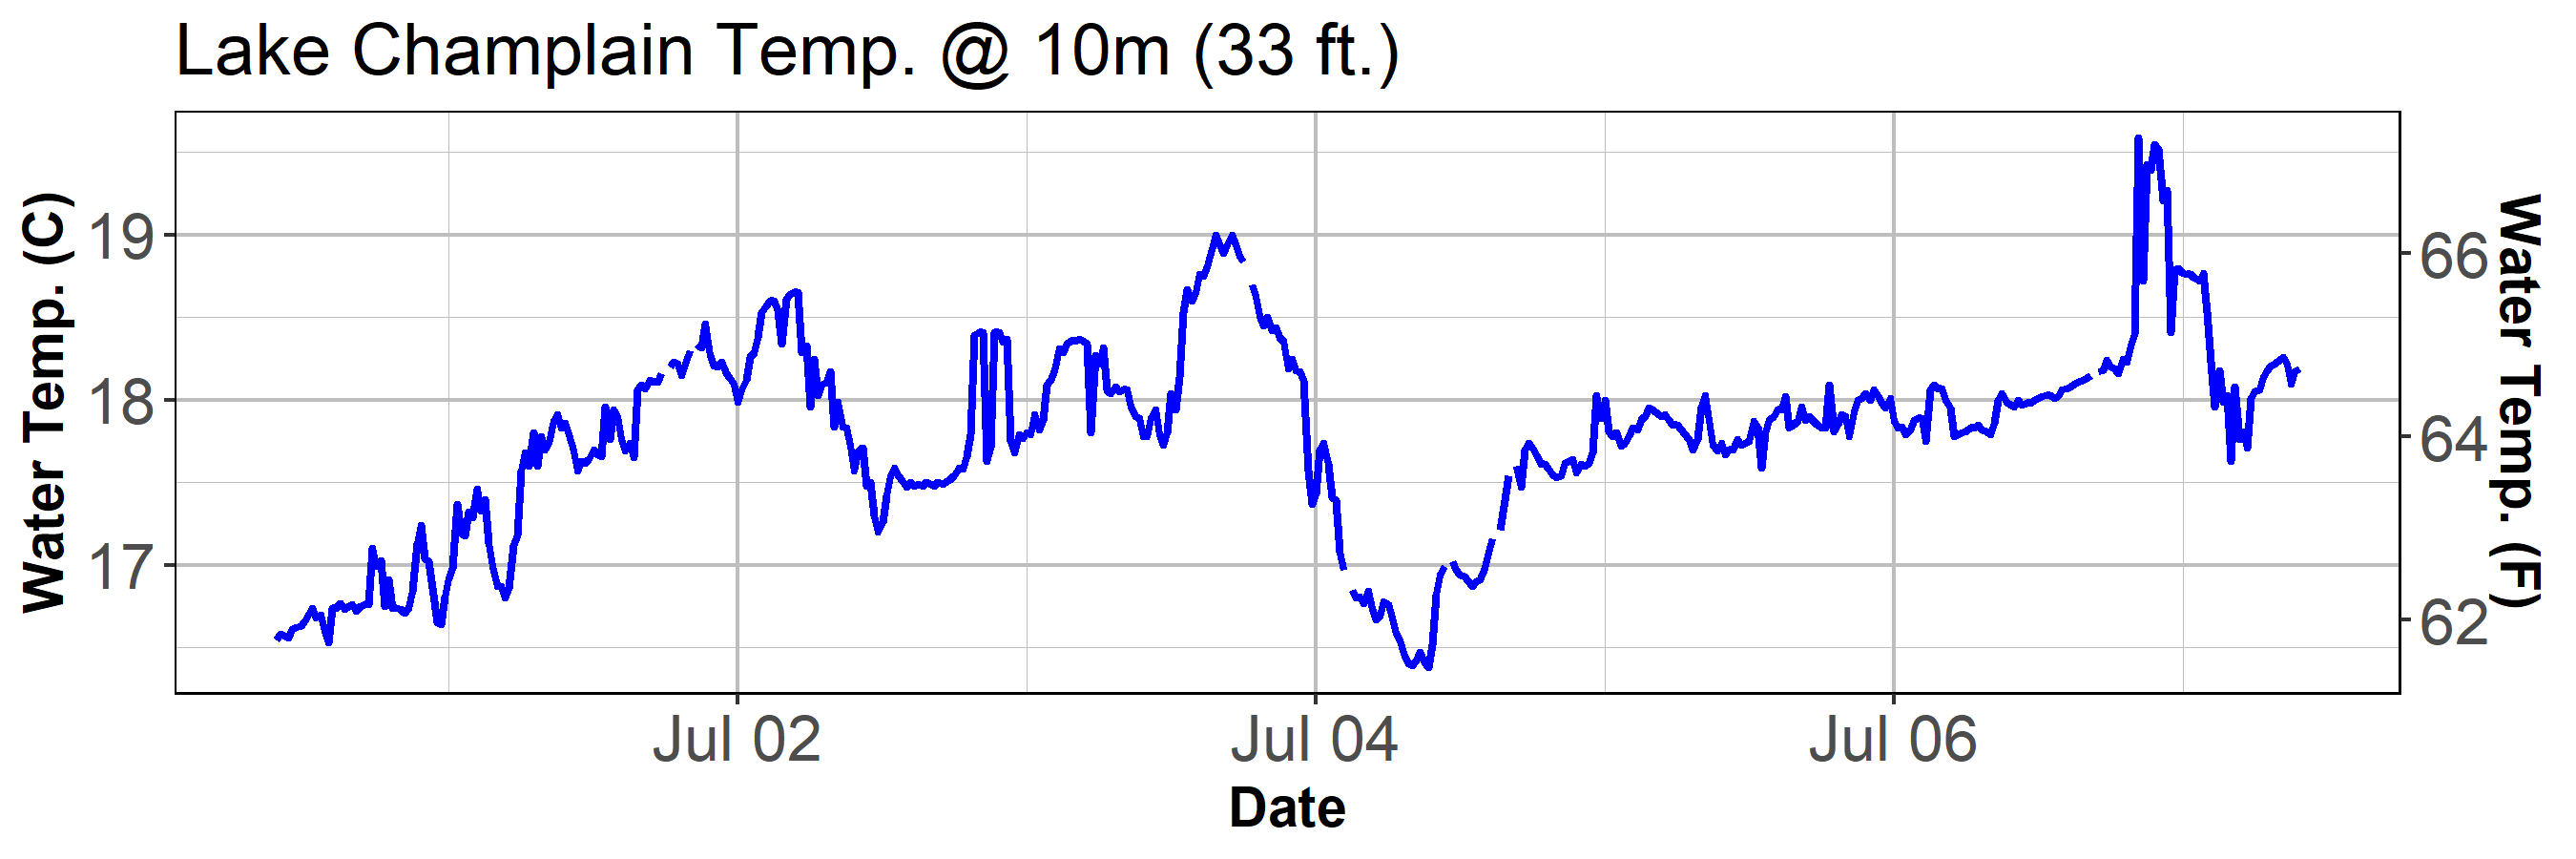 Lake Champlain Temp. @ 10m (33 ft.)
Water Temp. (C)
19
18
17
66
64
62
Water Temp. (F)
Jul 02 Jul 04 Jul 06
Date